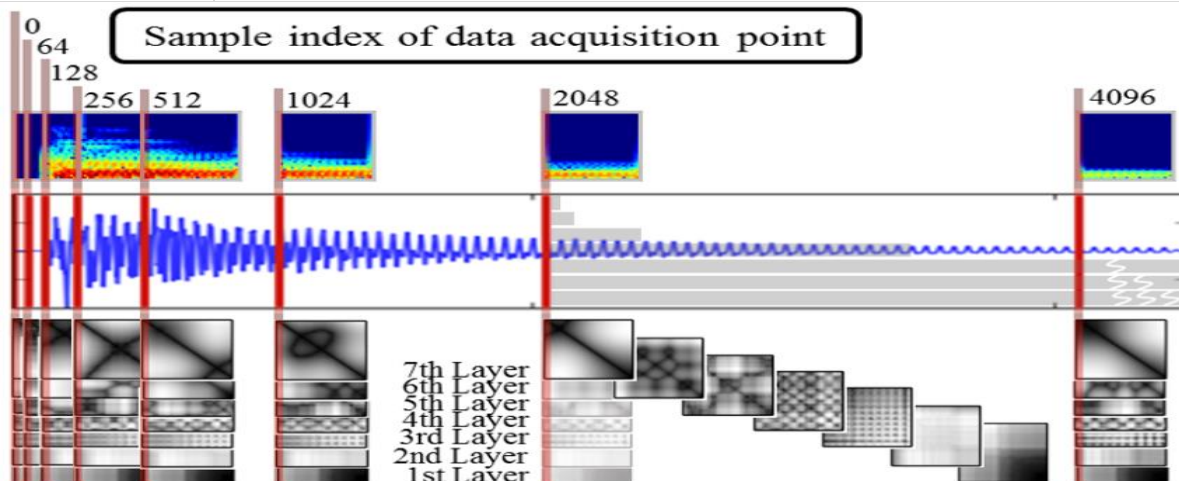 0
Sample index of data acquisition point
64
128
256
512
1024
2048
4096
7th Layer
6th Layer
5th Layer
4th Layer
3rd Layer
2nd Layer
1st Layer